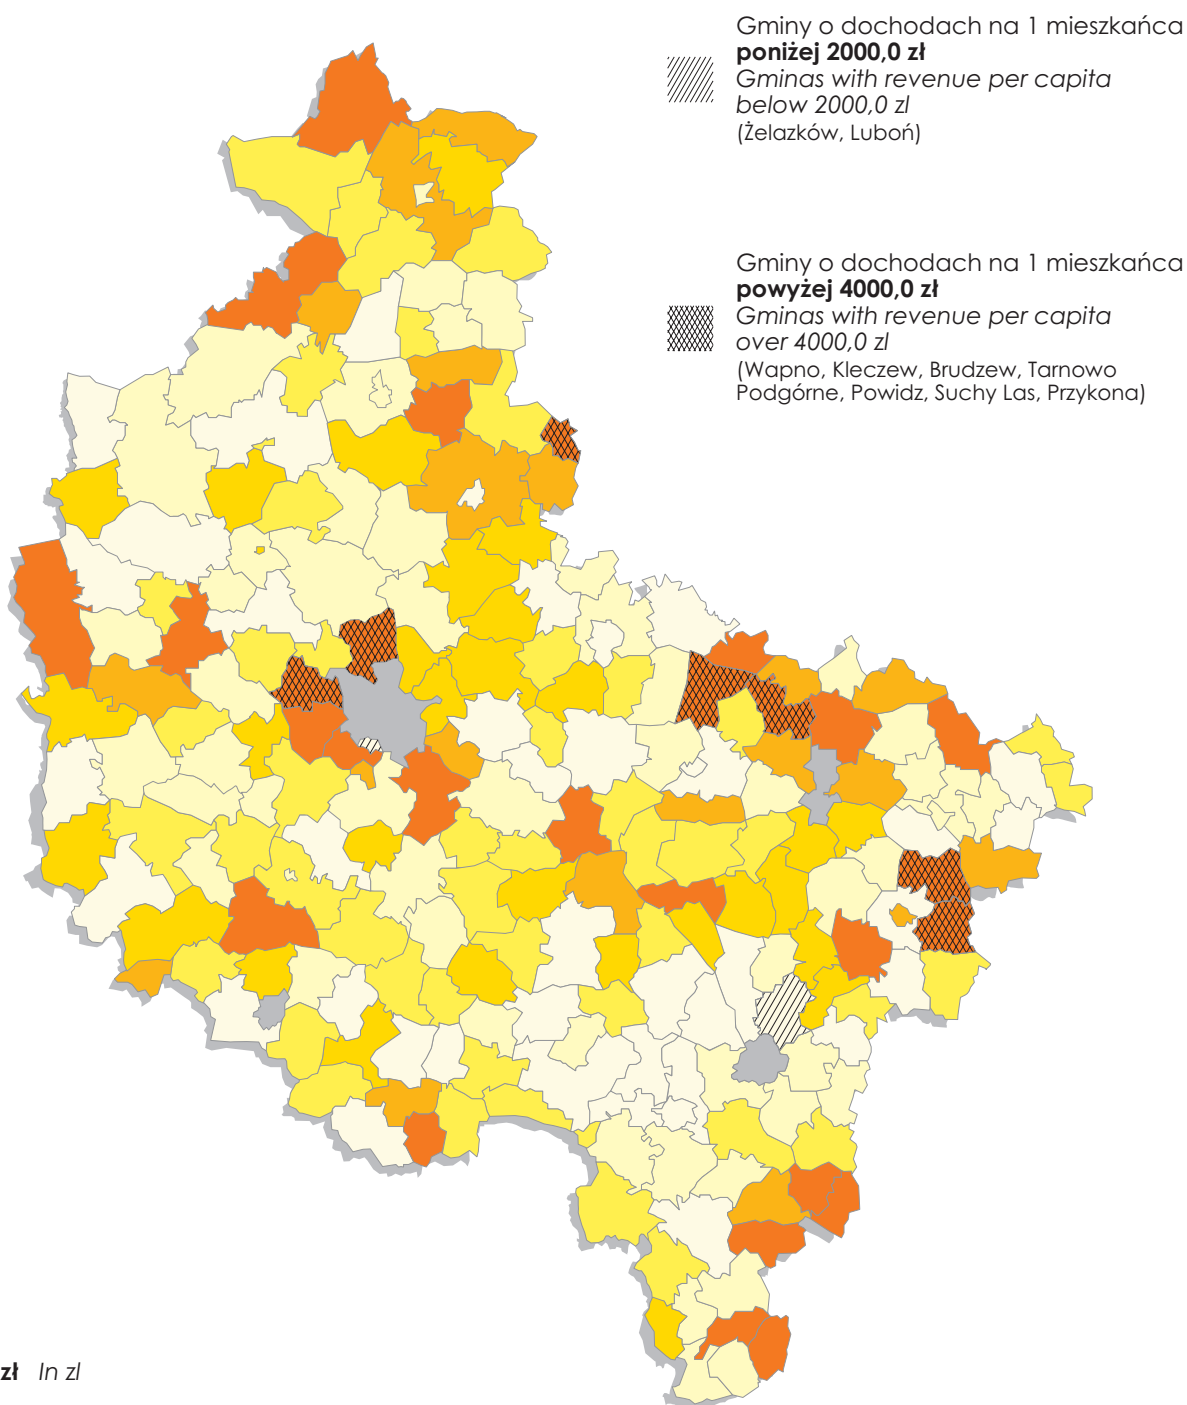 Gminy o dochodach na 1 mieszkańca
poniżej 2000,0 zł
Gminas with revenue per capita
below 2000,0 zl
(Żelazków, Luboń)
Gminy o dochodach na 1 mieszkańca
powyżej 4000,0 zł
Gminas with revenue per capita
over 4000,0 zl
(Wapno, Kleczew, Brudzew, Tarnowo
Podgórne, Powidz, Suchy Las, Przykona)
zł In zl